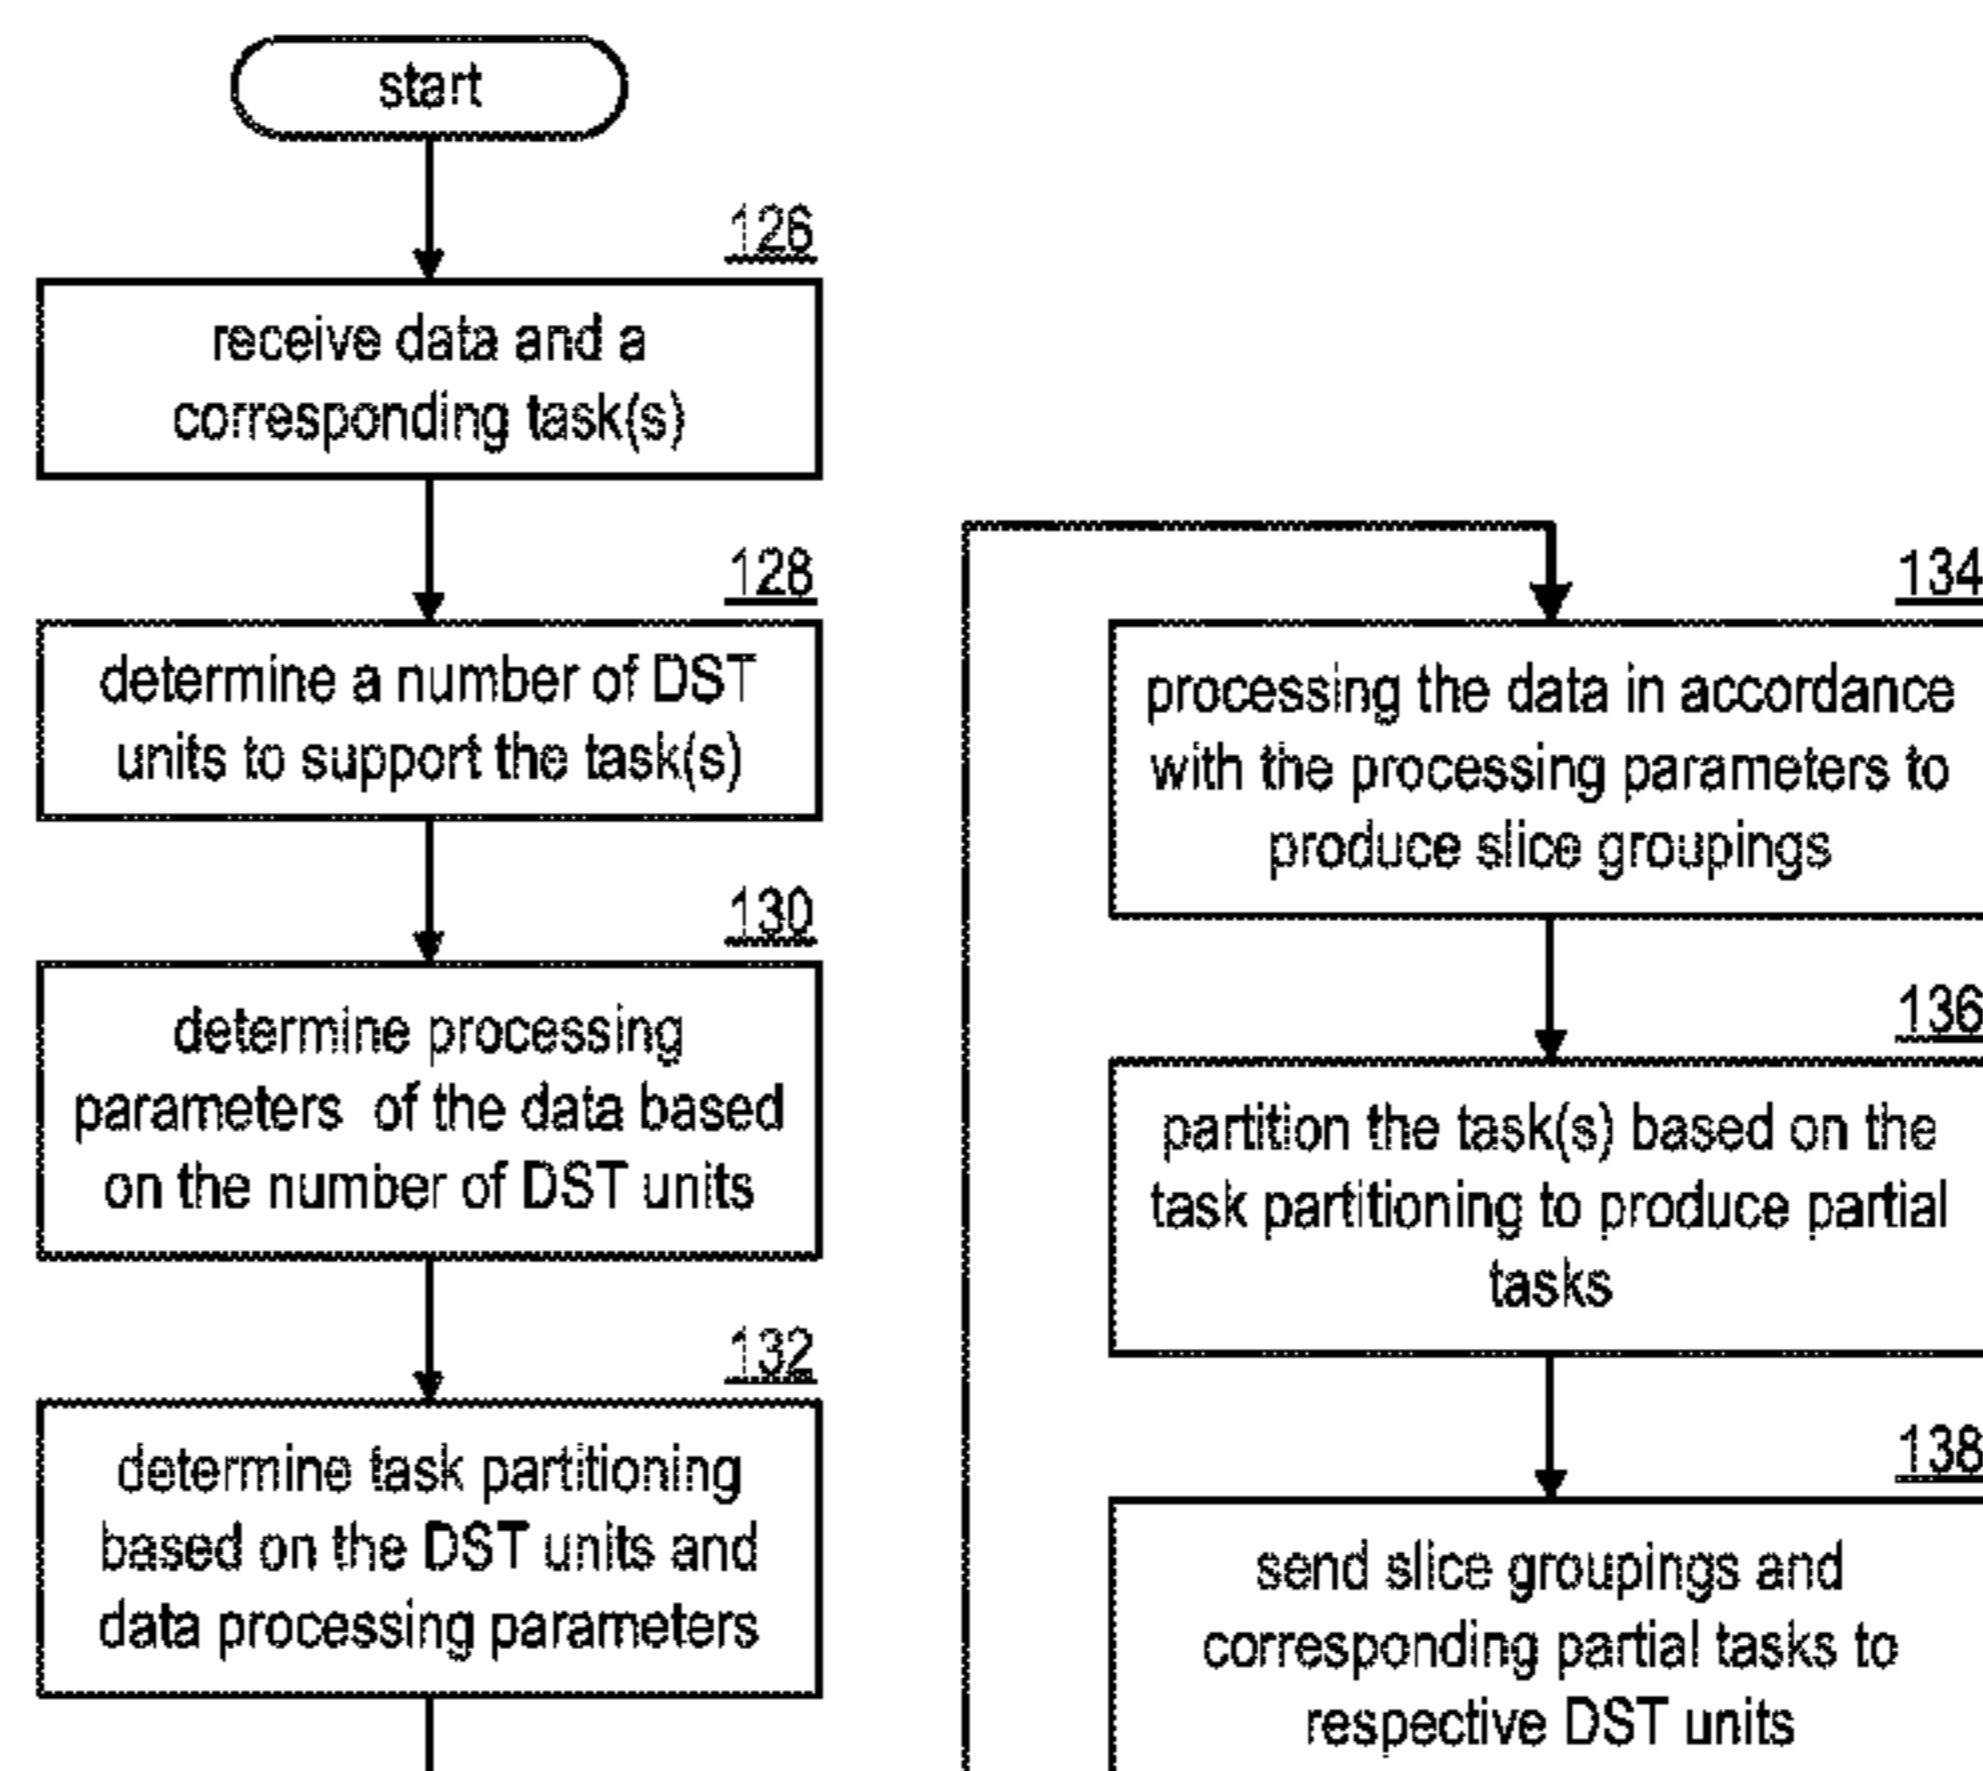 start
126
receive data and a
corresponding task(s)
128
determine a number of DST
units to support the task(s)
130
determine processing
parameters of the data based
on the number of DST units
132
determine task partitioning
based on the DST units and
data processing parameters
134
processing the data in accordance
with the processing parameters to
produce slice groupings
136
partition the task(s) based on the
task partitioning to produce partial
tasks
138
send slice groupings and
corresponding partial tasks to
respective DST units